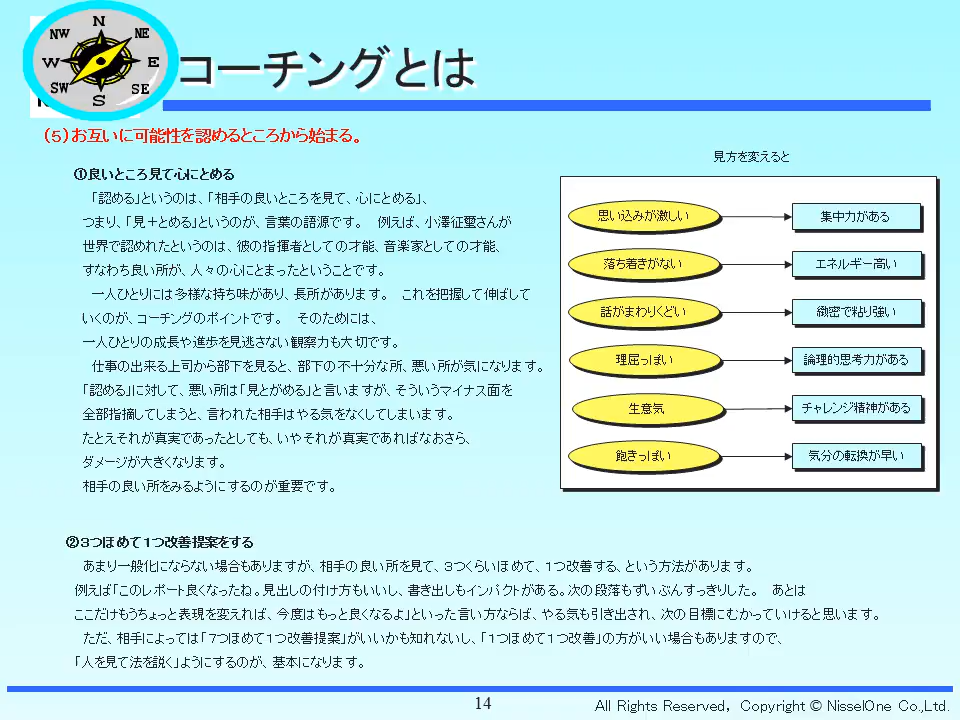 N
NW
NE
W
E
SW
SE
S
コーチングとは
（５）お互いに可能性を認めるところから始まる。
①良いところ見て心にとめる
「認める」というのは、「相手の良いところを見て、心にとめる」、
つまり、「見＋とめる」というのが、言葉の語源です。　例えば、小澤征璽さんが
世界で認めれたというのは、彼の指揮者としての才能、音楽家としての才能、
すなわち良い所が、人々の心にとまったということです。
一人ひとりには多様な持ち味があり、長所があります。　これを把握して伸ばして
いくのが、コーチングのポイントです。　そのためには、
一人ひとりの成長や進歩を見逃さない観察力も大切です。
仕事の出来る上司から部下を見ると、部下の不十分な所、悪い所が気になります。
「認める」に対して、悪い所は「見とがめる」と言いますが、そういうマイナス面を
全部指摘してしまうと、言われた相手はやる気をなくしてしまいます。
たとえそれが真実であったとしても、いやそれが真実であればなおさら、
ダメージが大きくなります。
相手の良い所をみるようにするのが重要です。
見方を変えると
思い込みが激しい
集中力がある
落ち着きがない
エネルギー高い
話がまわりくどい
緻密で粘り強い
理屈っぽい
論理的思考力がある
生意気
チャレンジ精神がある
飽きっぽい
気分の転換が早い
②３つほめて１つ改善提案をする
あまり一般化にならない場合もありますが、相手の良い所を見て、３つくらいほめて、１つ改善する、という方法があります。
例えば「このレポート良くなったね。見出しの付け方もいいし、書き出しもインパクトがある。次の段落もずいぶんすっきりした。　あとは
ここだけもうちょっと表現を変えれば、今度はもっと良くなるよ」といった言い方ならば、やる気も引き出され、次の目標にむかっていけると思います。
ただ、相手によっては「７つほめて１つ改善提案」がいいかも知れないし、「１つほめて１つ改善」の方がいい場合もありますので、
「人を見て法を説く」ようにするのが、基本になります。
14
All Rights Reserved, Copyright © NisselOne Co.,Ltd.